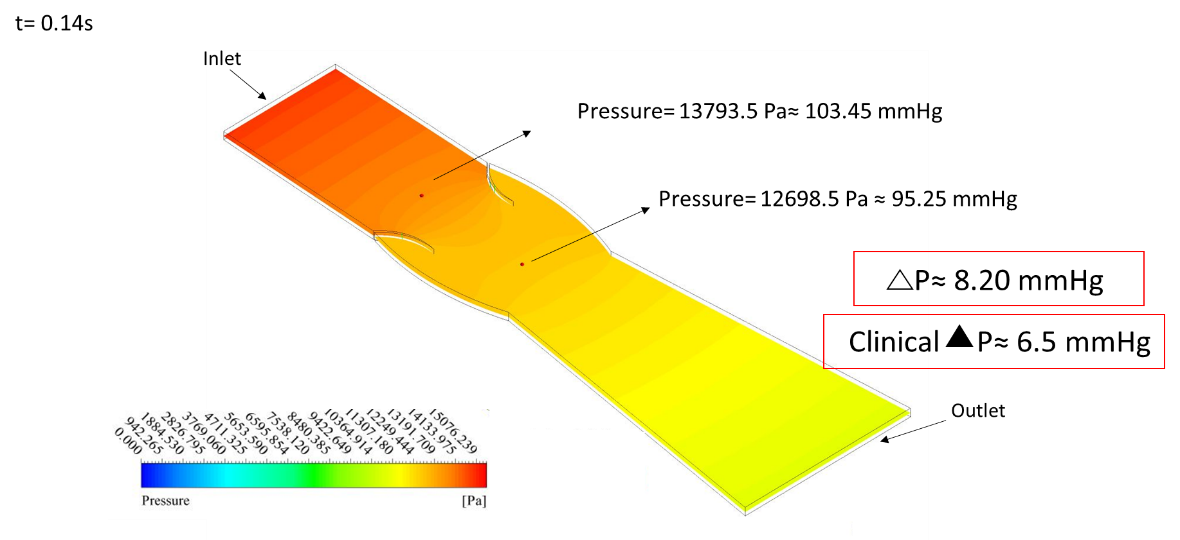 t= 0.14s
Inlet
Pressure= 13793.5 Pa≈ 103.45 mmHg
Pressure= 12698.5 Pa ≈ 95.25 mmHg
△P≈ 8.20 mmHg
Clinical ▲P≈ 6.5 mmHg
Outlet
0.000
942.265
1884.530
2826.795
3769.060
4711.325
5653.590
6595.854
7538.120
8480.385
9422.649
10364.914
11307.180
12249.444
13191.709
14133.975
15076.239
Pressure
[Pa]